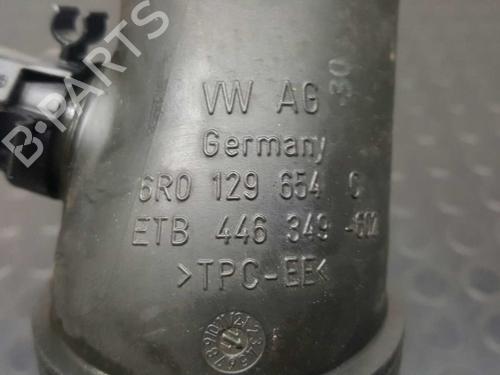 B-PARTS
30
VW AG
Germany
6R0 129 654 C
ETB 446 349
>TPC-EE<